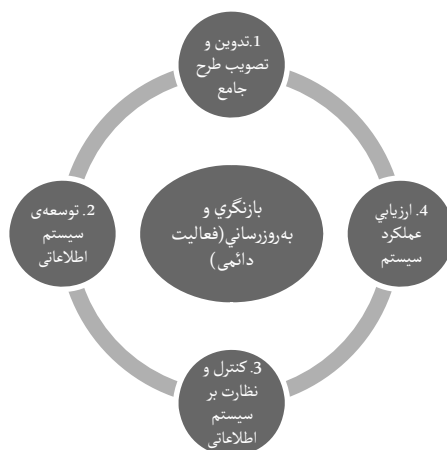 1.تدوین و
تصویب طرح
جامع
2. توسعه‌ی
سیستم
اطلاعاتی
3. کنترل و
نظارت بر
سیستم
اطلاعاتی
4. ارزیابي
عملکرد
سیستم
بازنگري و
به‌روزرساني(فعالیت
دائمی)